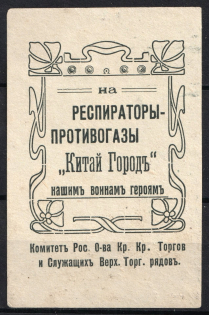 на
РЕСПИРАТОРЫ-
ПРОТИВОГАЗЫ
„Китай Городъ“
нашимъ воинамъ героямъ
Комитетъ Рос. О-ва Кр. Кр. Торгов
и Служащихъ Верх. Торг. рядовъ.